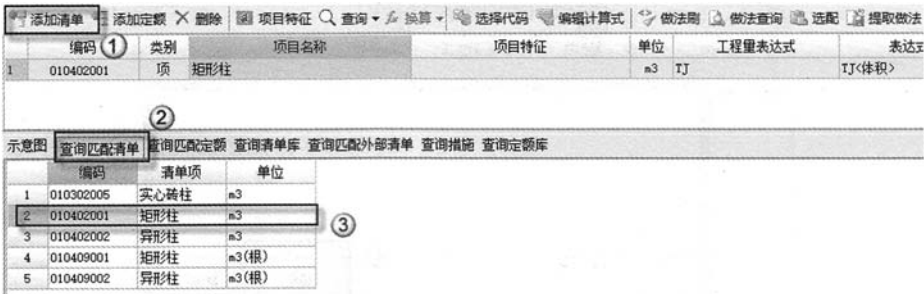 添加清单 添加定额 删除 项目特征 查询 换算 选择代码 编辑计算式 做法刷 做法查询 选配 提取做法
编码 ① 类别 项目名称 项目特征 单位 工程量表达式
1 010402001 项 矩形柱 m3 TJ TJ<体积>
②
示意图 查询匹配清单 查询匹配定额 查询清单库 查询匹配外部清单 查询措施 查询定额库
编码 清单项 单位
1 010302005 实心砖柱 m3
2 010402001 矩形柱 m3
③
3 010402002 异形柱 m3
4 010409001 矩形柱 m3(根)
5 010409002 异形柱 m3(根)